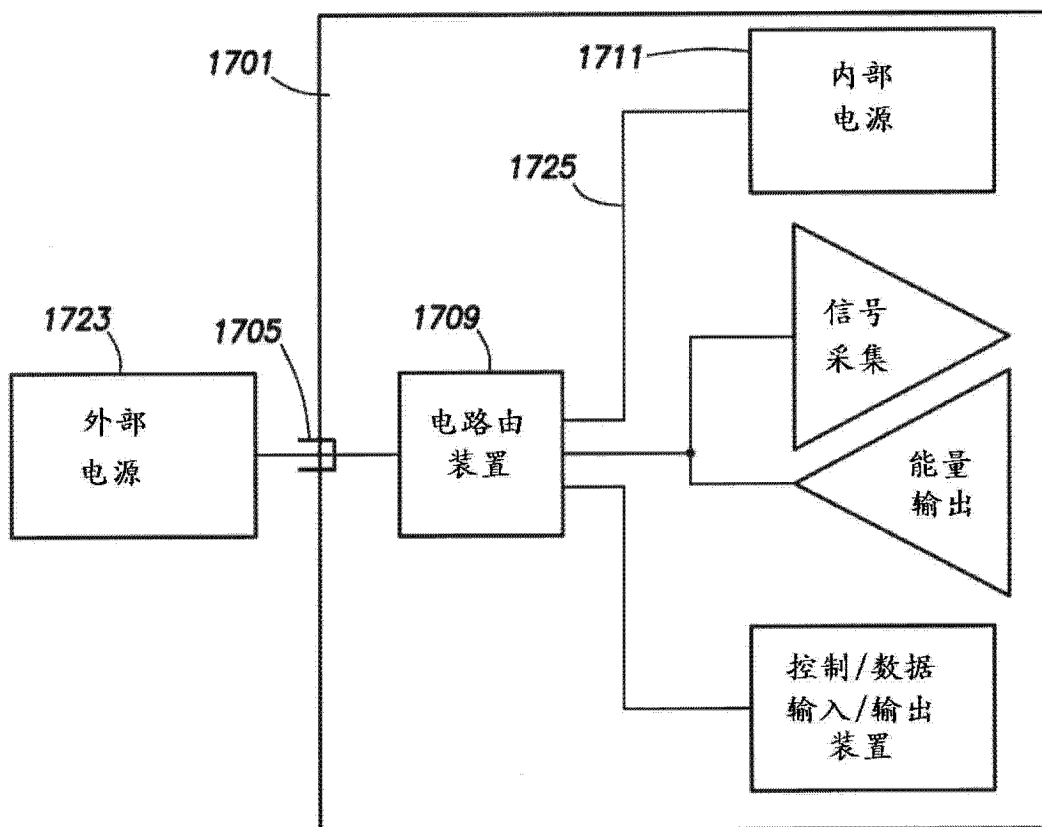 1701
1711
内部
电源
1725
1723
1705
1709
外部
电源
电路由
装置
信号
采集
能量
输出
控制/数据
输入/输出
装置